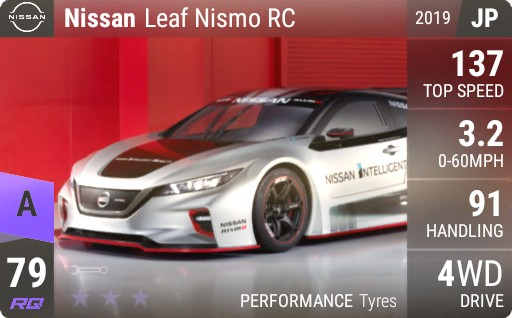 NISSAN
Nissan Leaf Nismo RC
2019 JP
137
TOP SPEED
3.2
0-60MPH
91
HANDLING
4WD
DRIVE
A
79
RQ
PERFORMANCE Tyres
NISSAN
NISSAN INTELLIGENT
NISSAN
nismo